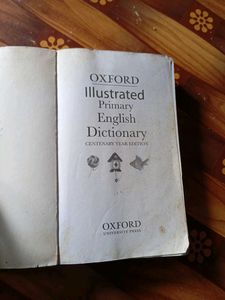 OXFORD
Illustrated
Primary
English
Dictionary
CENTENARY YEAR EDITION
OXFORD
UNIVERSITY PRESS